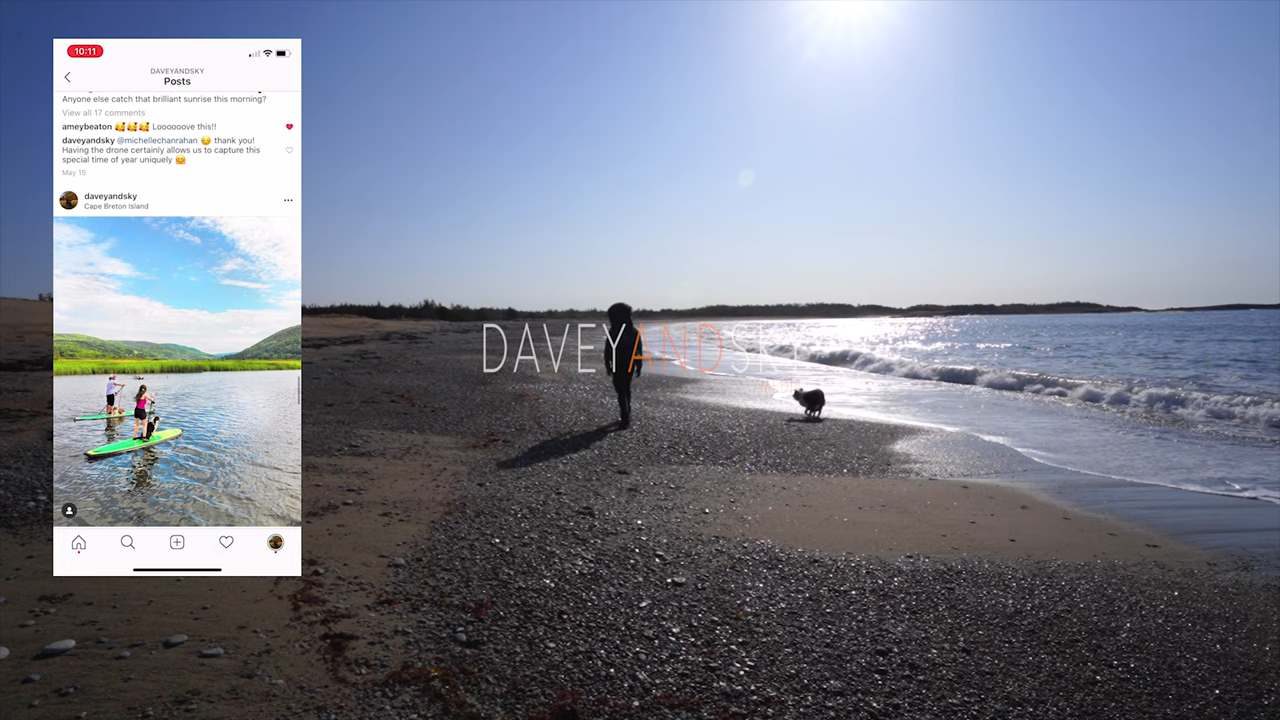 10:11
DAVEYANDSKY
Posts
Anyone else catch that brilliant sunrise this morning?
View all 17 comments
ameybeaton 🥰🥰🥰 Loooooove this!!
daveyandsky @michellechanrahan 😊 thank you!
Having the drone certainly allows us to capture this
special time of year uniquely 🤗
May 15
daveyandsky
Cape Breton Island
DAVEYANDSKY